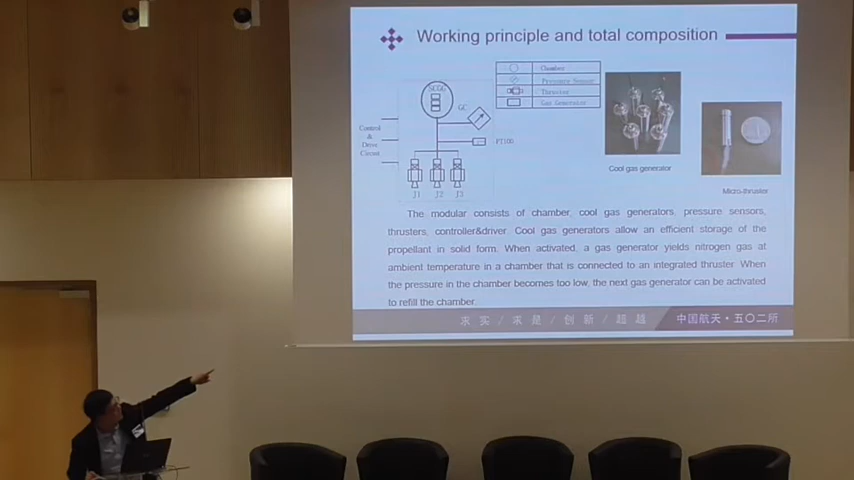 Working principle and total composition
SCGG
GC
Control
&
Drive
Circuit
PT100
J1 J2 J3
Chamber
Pressure Sensor
Thruster
Gas Generator
Cool gas generator
Micro-thruster
The modular consists of chamber, cool gas generators, pressure sensors,
thrusters, controller&driver. Cool gas generators allow an efficient storage of the
propellant in solid form. When activated, a gas generator yields nitrogen gas at
ambient temperature in a chamber that is connected to an integrated thruster. When
the pressure in the chamber becomes too low, the next gas generator can be activated
to refill the chamber.
求实 / 求是 / 创新 / 超越
中国航天·五〇二所